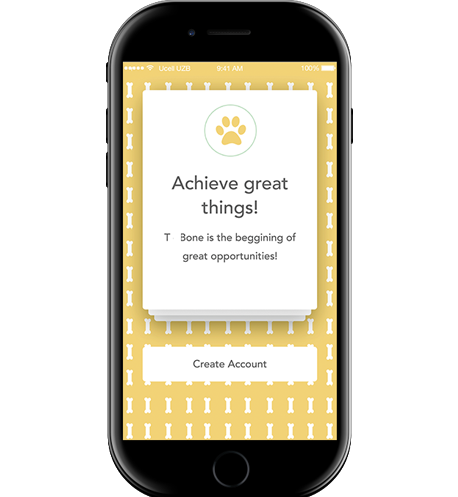 Ucell UZB 9:41 AM 100%
Achieve great
things!
T Bone is the beggining of
great opportunities!
Create Account